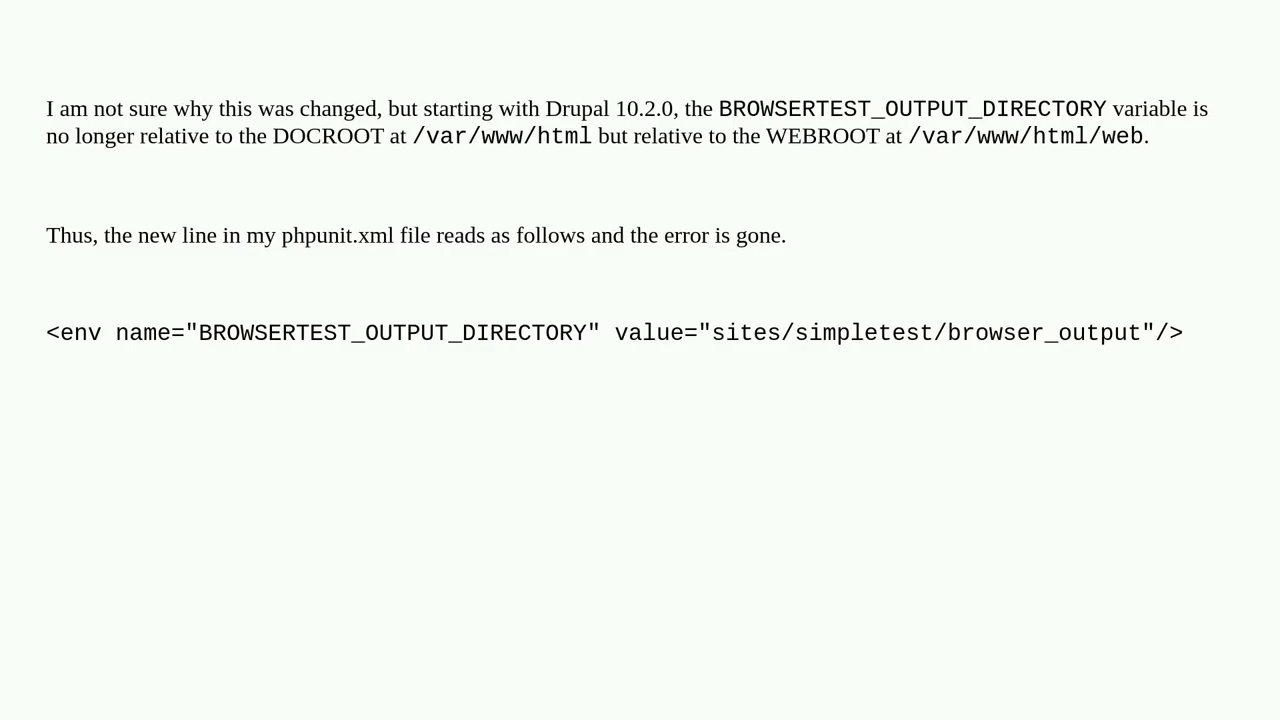 I am not sure why this was changed, but starting with Drupal 10.2.0, the BROWSERTEST_OUTPUT_DIRECTORY variable is
no longer relative to the DOCROOT at /var/www/html but relative to the WEBROOT at /var/www/html/web.
Thus, the new line in my phpunit.xml file reads as follows and the error is gone.
<env name="BROWSERTEST_OUTPUT_DIRECTORY" value="sites/simpletest/browser_output"/>